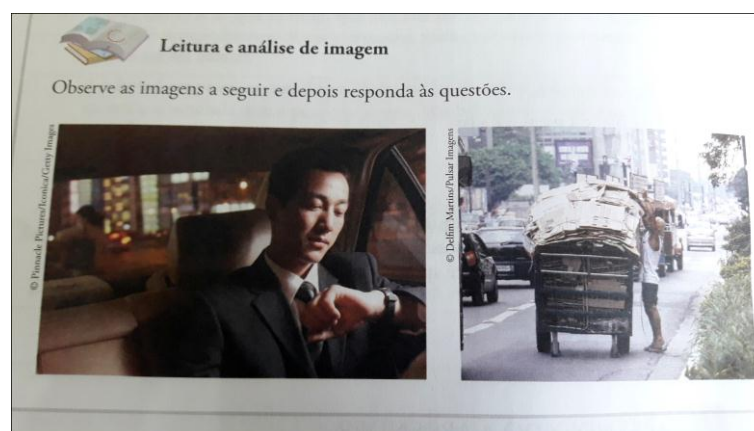 Leitura e análise de imagem
Observe as imagens a seguir e depois responda às questões.
© Pinnacle Pictures/Iconica/Getty Images
© Delfim Martins/Pulsar Imagens